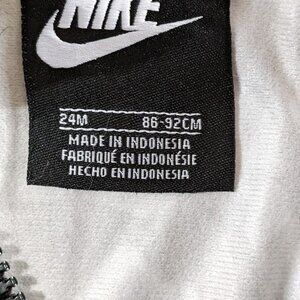 NIKE
24M 86-92CM
MADE IN INDONESIA
FABRIQUÉ EN INDONÉSIE
HECHO EN INDONESIA